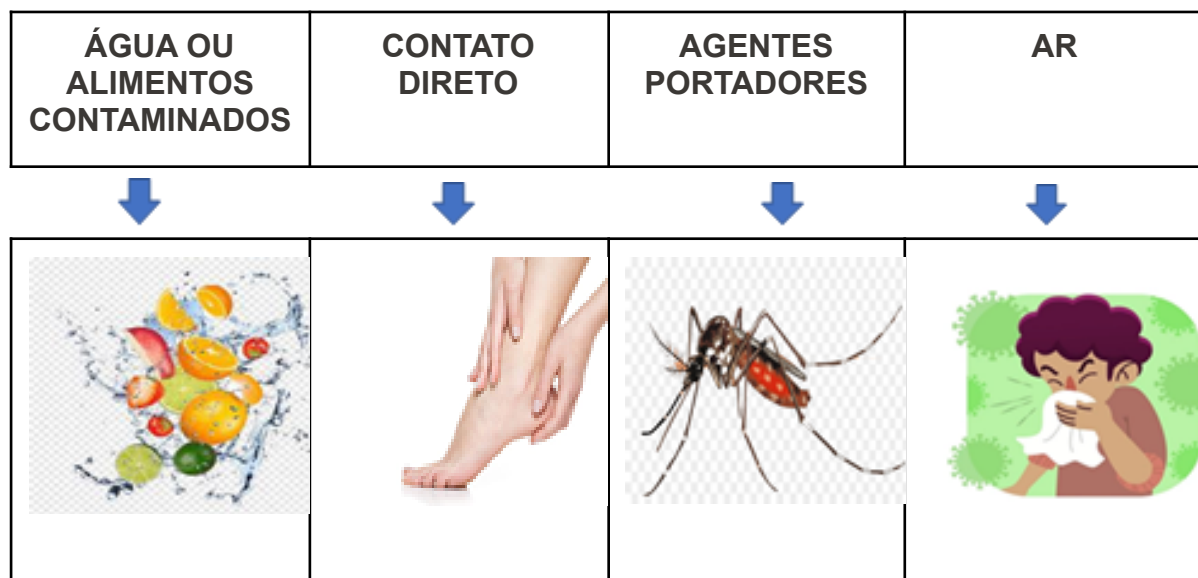 ÁGUA OU
ALIMENTOS
CONTAMINADOS
CONTATO
DIRETO
AGENTES
PORTADORES
AR